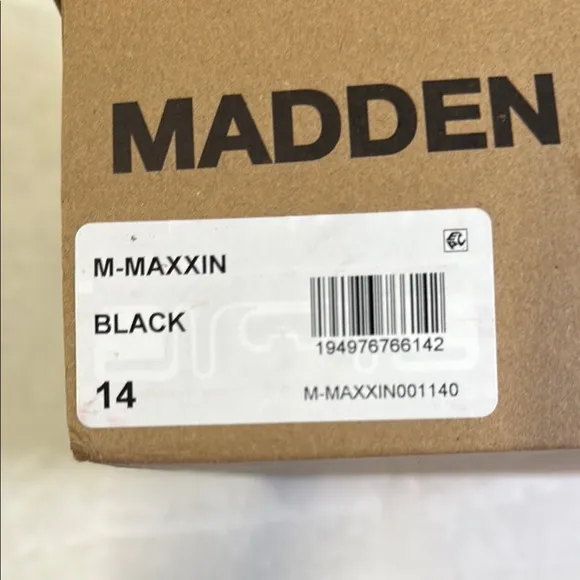 MADDEN
M-MAXXIN
BLACK
194976766142
14
M-MAXXIN001140